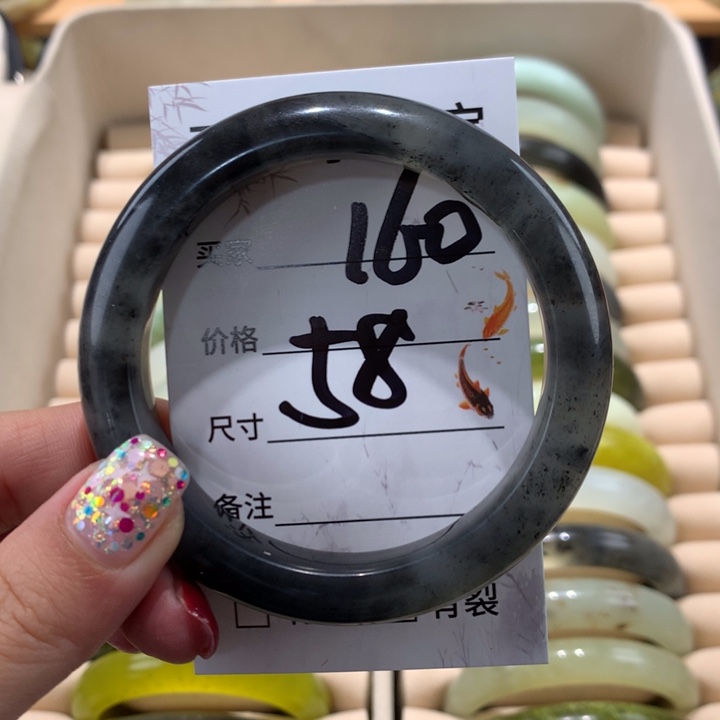 买家 160
价格
尺寸 58
备注
有裂